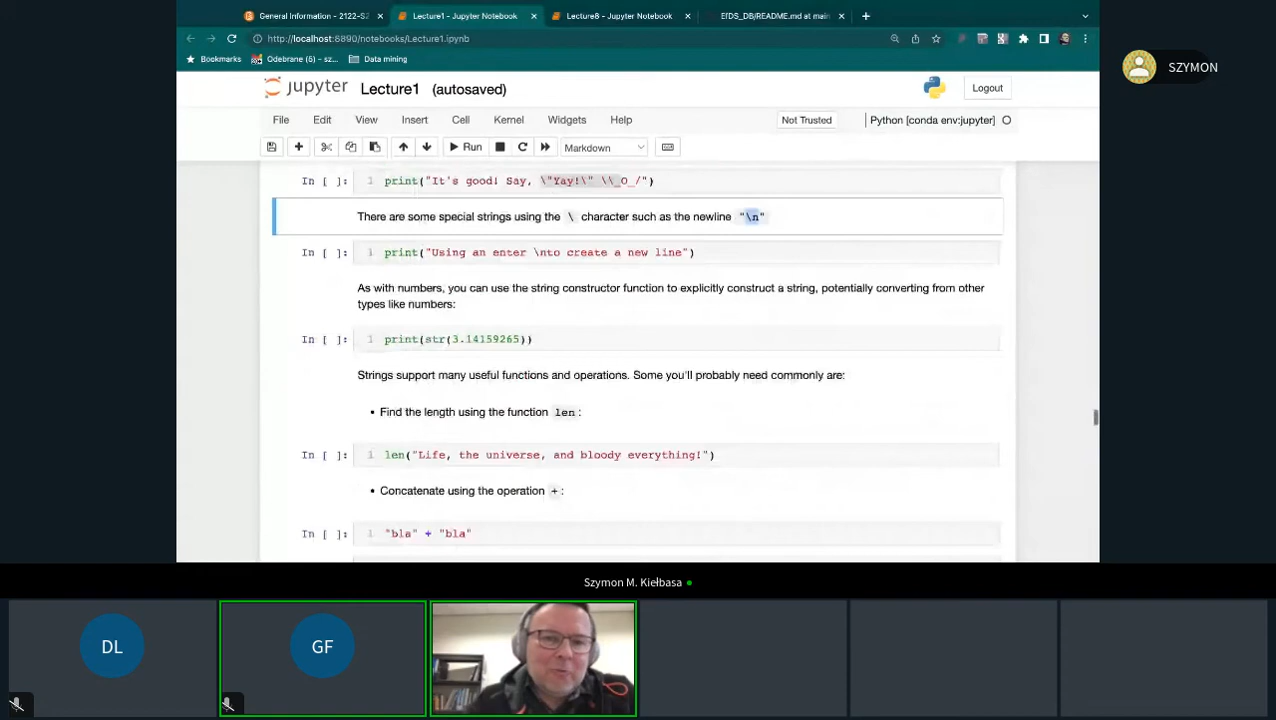 General Information - 2122-S2
Lecture1 - Jupyter Notebook
Lecture8 - Jupyter Notebook
EfDS_DB/README.md at main
http://localhost:8890/notebooks/Lecture1.ipynb
Bookmarks
Odebrane (5) - sz...
Data mining
SZYMON
jupyter Lecture1 (autosaved)
Logout
File Edit View Insert Cell Kernel Widgets Help
Not Trusted
Python [conda env:jupyter]
Run
Markdown
In [ ]: 1 print("It's good! Say, \"Yay!\" \\_O_/")
There are some special strings using the \ character such as the newline "\n"
In [ ]: 1 print("Using an enter \nto create a new line")
As with numbers, you can use the string constructor function to explicitly construct a string, potentially converting from other
types like numbers:
In [ ]: 1 print(str(3.14159265))
Strings support many useful functions and operations. Some you'll probably need commonly are:
• Find the length using the function len:
In [ ]: 1 len("Life, the universe, and bloody everything!")
• Concatenate using the operation +:
In [ ]: 1 "bla" + "bla"
Szymon M. Kiełbasa
DL
GF